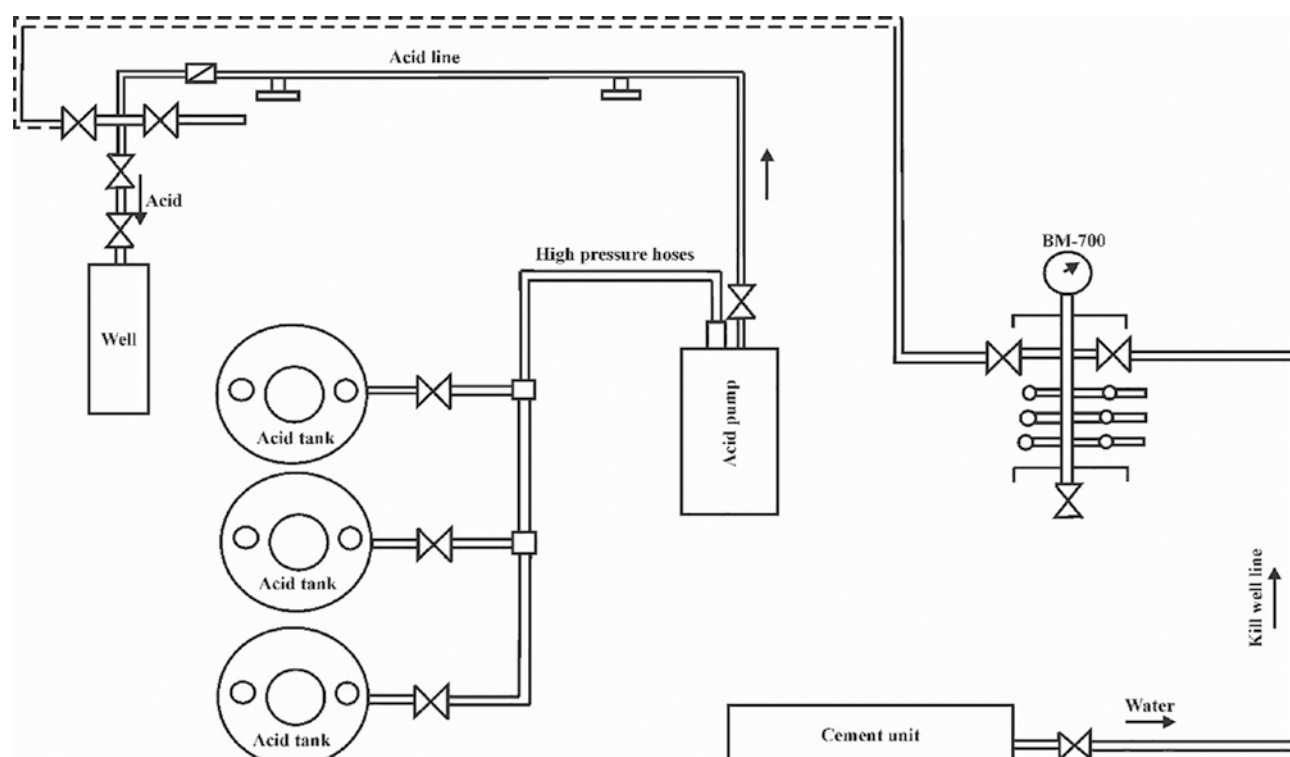 Acid line
Acid
BM-700
High pressure hoses
Well
Acid pump
Acid tank
Acid tank
Kill well line
Water
Cement unit
Acid tank